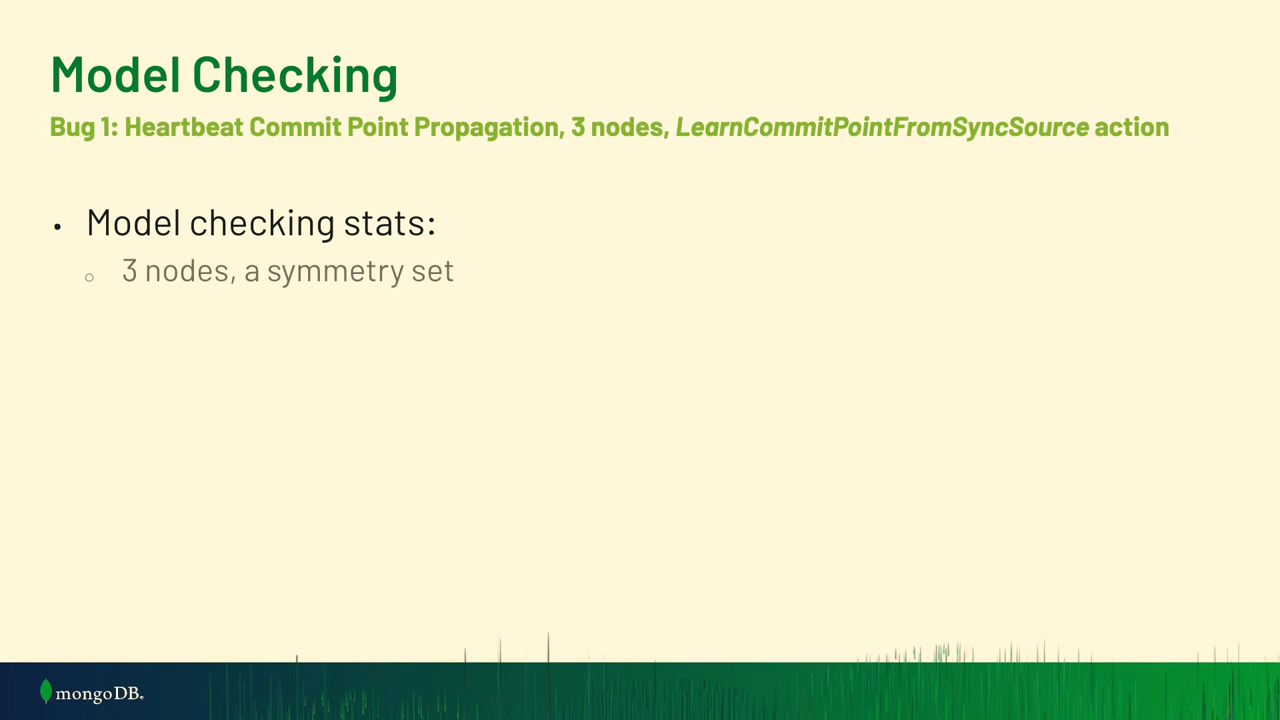 Model Checking
Bug 1: Heartbeat Commit Point Propagation, 3 nodes, LearnCommitPointFromSyncSource action
• Model checking stats:
○ 3 nodes, a symmetry set
mongoDB®